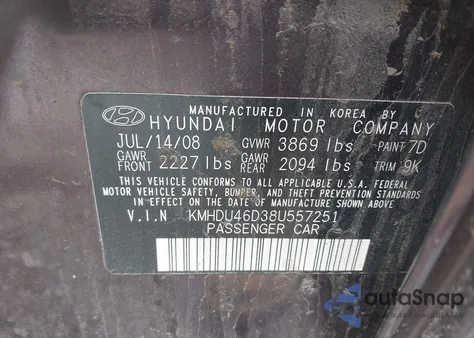 MANUFACTURED IN KOREA BY
HYUNDAI MOTOR COMPANY
JUL/14/08 GVWR 3869 lbs PAINT 7D
GAWR FRONT 2227 lbs GAWR REAR 2094 lbs TRIM 9K
THIS VEHICLE CONFORMS TO ALL APPLICABLE U.S.A. FEDERAL
MOTOR VEHICLE SAFETY, BUMPER, AND THEFT PREVENTION STANDARDS
IN EFFECT ON THE DATE OF MANUFACTURE SHOWN ABOVE.
V.I.N KMHDU46D38U557251
PASSENGER CAR
autaSnap